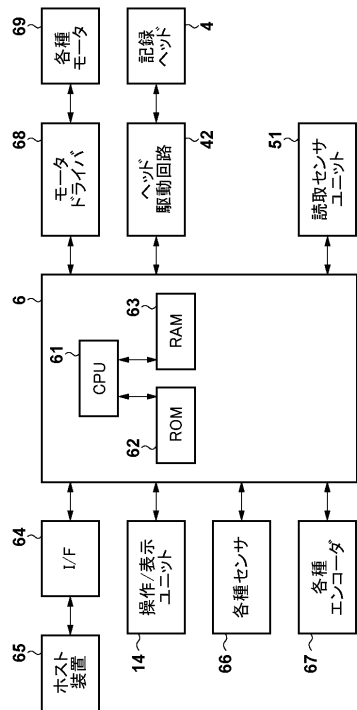 65
ホスト
装置
64
I/F
14
操作/表示
ユニット
66
各種センサ
67
各種
エンコーダ
6
61
CPU
62
ROM
63
RAM
68
モータ
ドライバ
69
各種
モータ
42
ヘッド
駆動回路
4
記録
ヘッド
51
読取センサ
ユニット